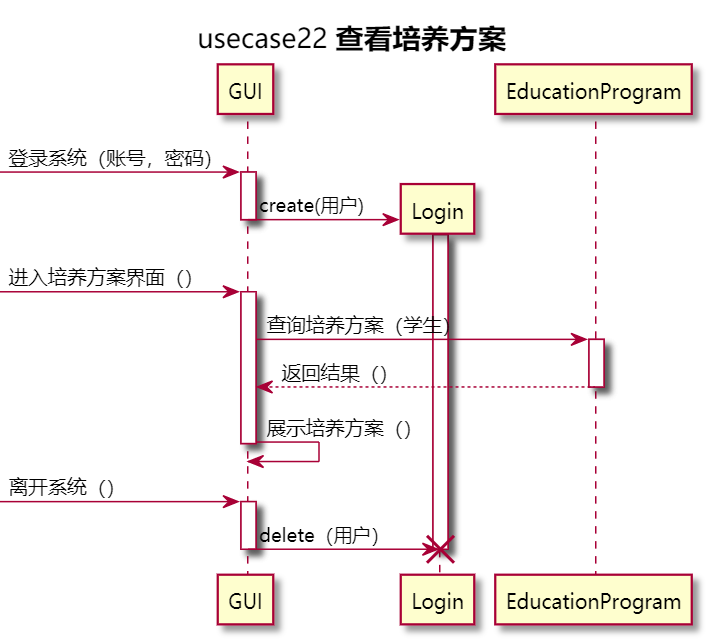 usecase22 查看培养方案
GUI
EducationProgram
登录系统（账号，密码）
create(用户)
Login
进入培养方案界面（）
查询培养方案（学生）
返回结果（）
展示培养方案（）
离开系统（）
delete（用户）
GUI
Login
EducationProgram